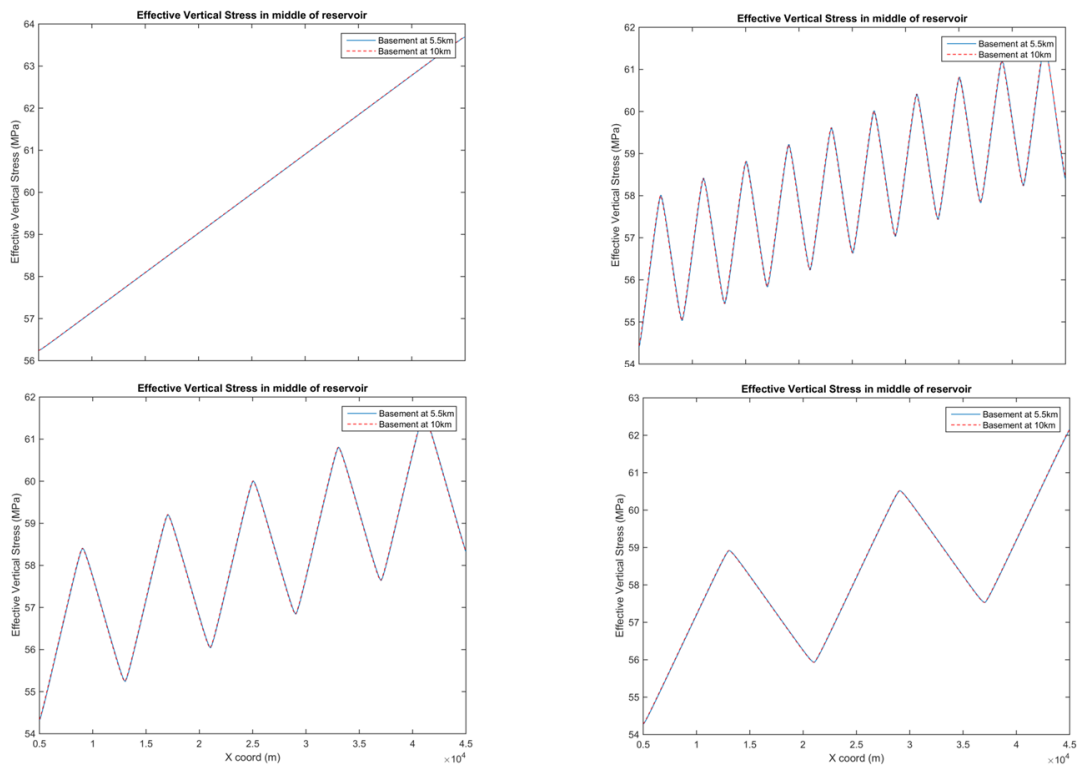 Effective Vertical Stress in middle of reservoir
64
63
62
61
60
59
58
57
56
Effective Vertical Stress (MPa)
Basement at 5.5km
Basement at 10km
Effective Vertical Stress in middle of reservoir
62
61
60
59
58
57
56
55
54
Effective Vertical Stress (MPa)
Basement at 5.5km
Basement at 10km
Effective Vertical Stress in middle of reservoir
62
61
60
59
58
57
56
55
54
Effective Vertical Stress (MPa)
Basement at 5.5km
Basement at 10km
0.5 1 1.5 2 2.5 3 3.5 4 4.5
X coord (m)
×10⁴
Effective Vertical Stress in middle of reservoir
63
62
61
60
59
58
57
56
55
54
Effective Vertical Stress (MPa)
Basement at 5.5km
Basement at 10km
0.5 1 1.5 2 2.5 3 3.5 4 4.5
X coord (m)
×10⁴